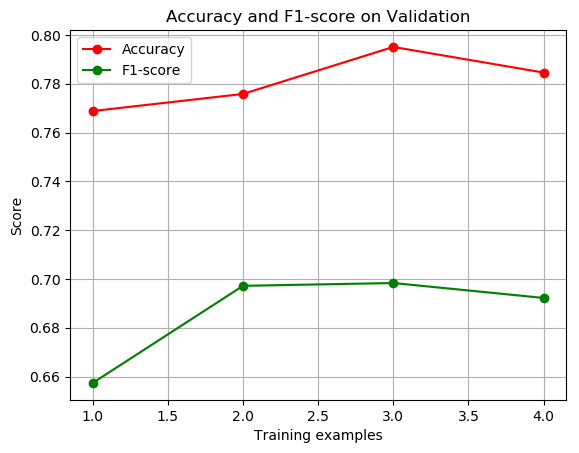 Accuracy and F1-score on Validation
0.80
0.78
0.76
0.74
0.72
0.70
0.68
0.66
Score
Accuracy
F1-score
1.0 1.5 2.0 2.5 3.0 3.5 4.0
Training examples